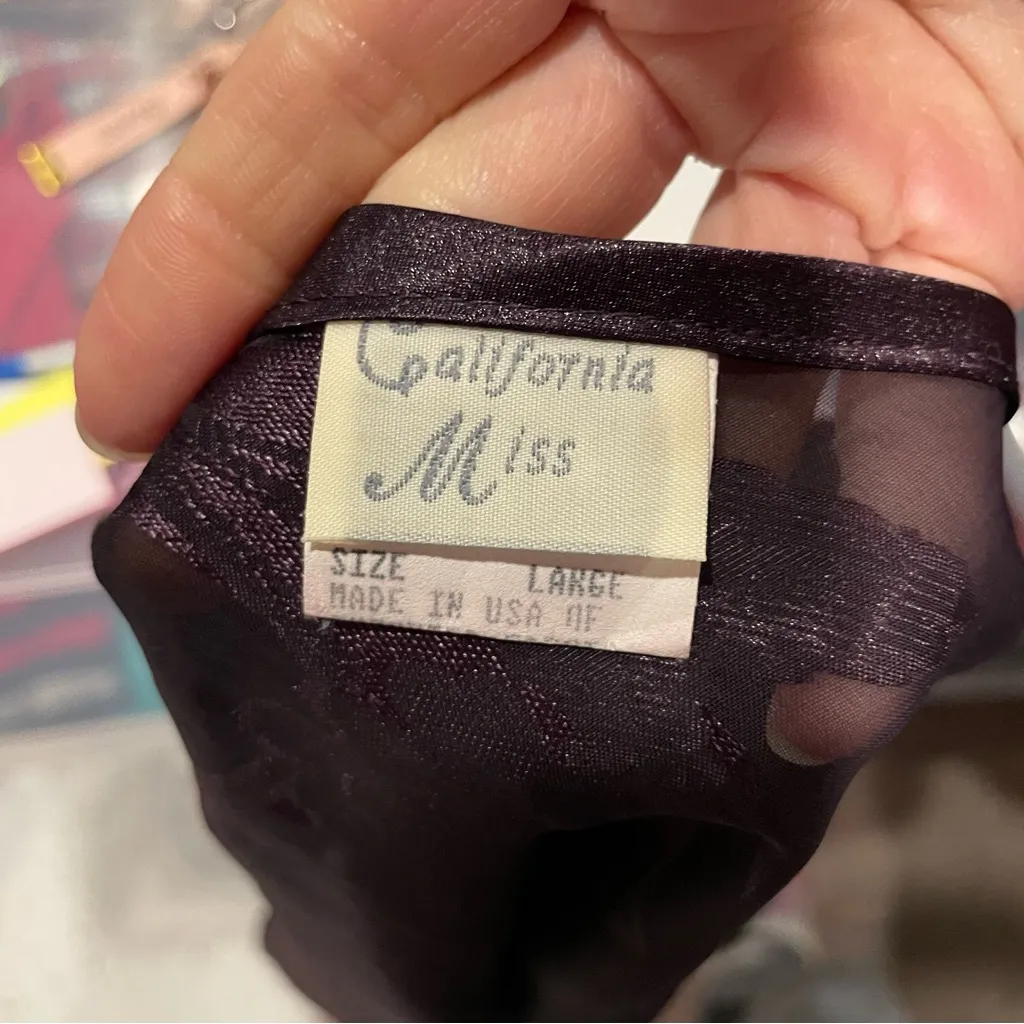 California
Miss
SIZE LARGE
MADE IN USA OF